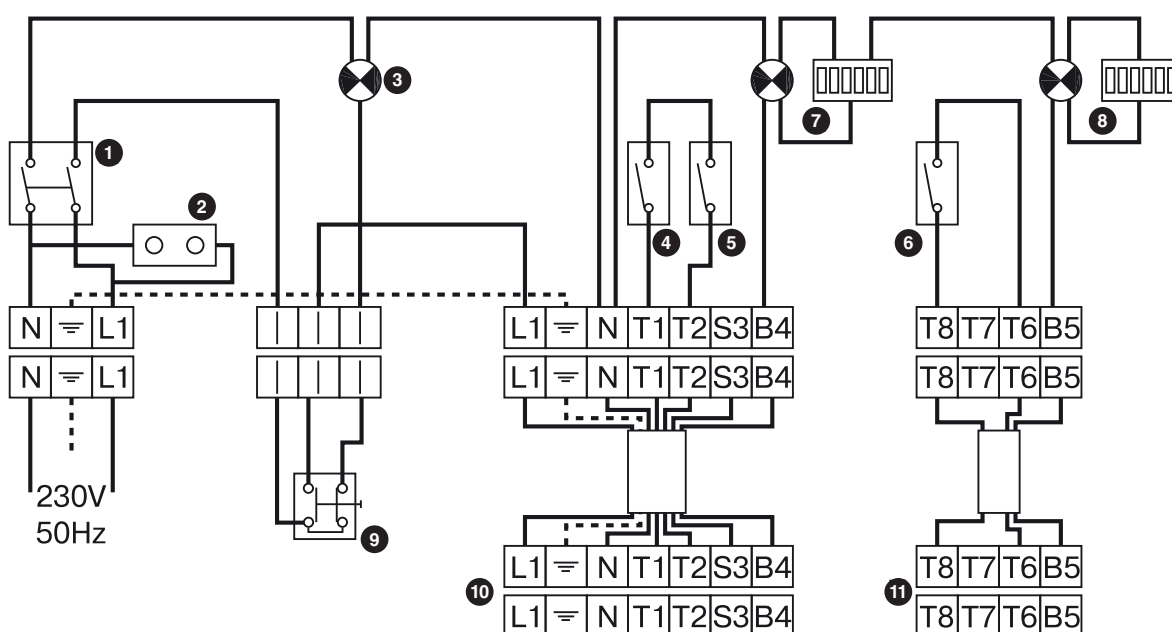 3
7
8
1
2
4
5
6
N L1
L1 N T1 T2 S3 B4
T8 T7 T6 B5
N L1
L1 N T1 T2 S3 B4
T8 T7 T6 B5
230V
50Hz
9
L1 N T1 T2 S3 B4
T8 T7 T6 B5
10
11
L1 N T1 T2 S3 B4
T8 T7 T6 B5